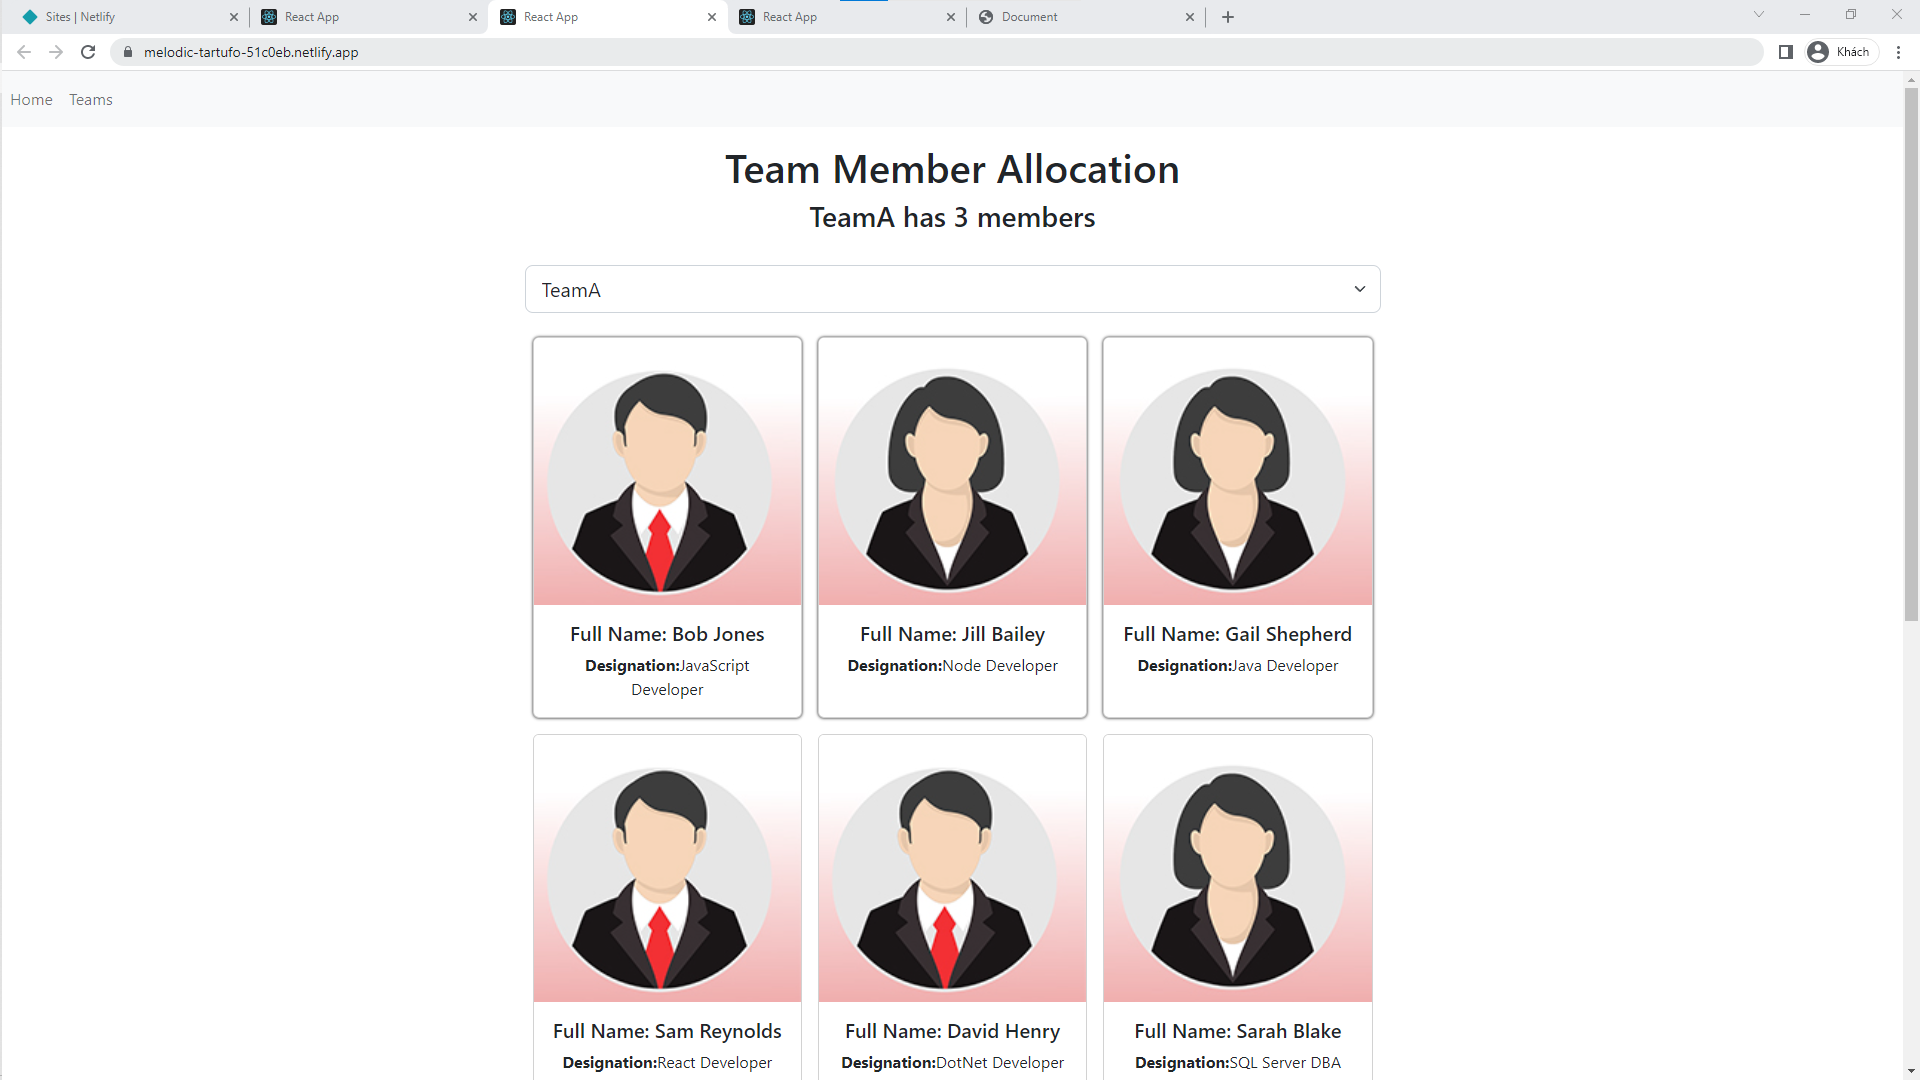 Sites | Netlify
React App
React App
React App
Document
melodic-tartufo-51c0eb.netlify.app
Khách
Home
Teams
Team Member Allocation
TeamA has 3 members
TeamA
Full Name: Bob Jones
Designation:JavaScript
Developer
Full Name: Jill Bailey
Designation:Node Developer
Full Name: Gail Shepherd
Designation:Java Developer
Full Name: Sam Reynolds
Designation:React Developer
Full Name: David Henry
Designation:DotNet Developer
Full Name: Sarah Blake
Designation:SQL Server DBA